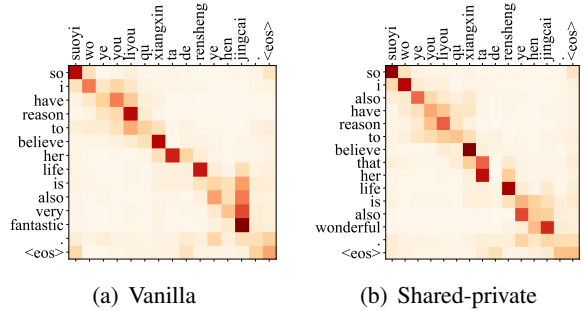 suoyi wo ye you liyou qu xiangxin ta de rensheng ye hen jingcai . <eos>
so
i
have
reason
to
believe
her
life
is
also
very
fantastic
.
<eos>
(a) Vanilla
suoyi wo ye you liyou qu xiangxin ta de rensheng ye hen jingcai . <eos>
so
i
also
have
reason
to
believe
that
her
life
is
also
wonderful
.
<eos>
(b) Shared-private